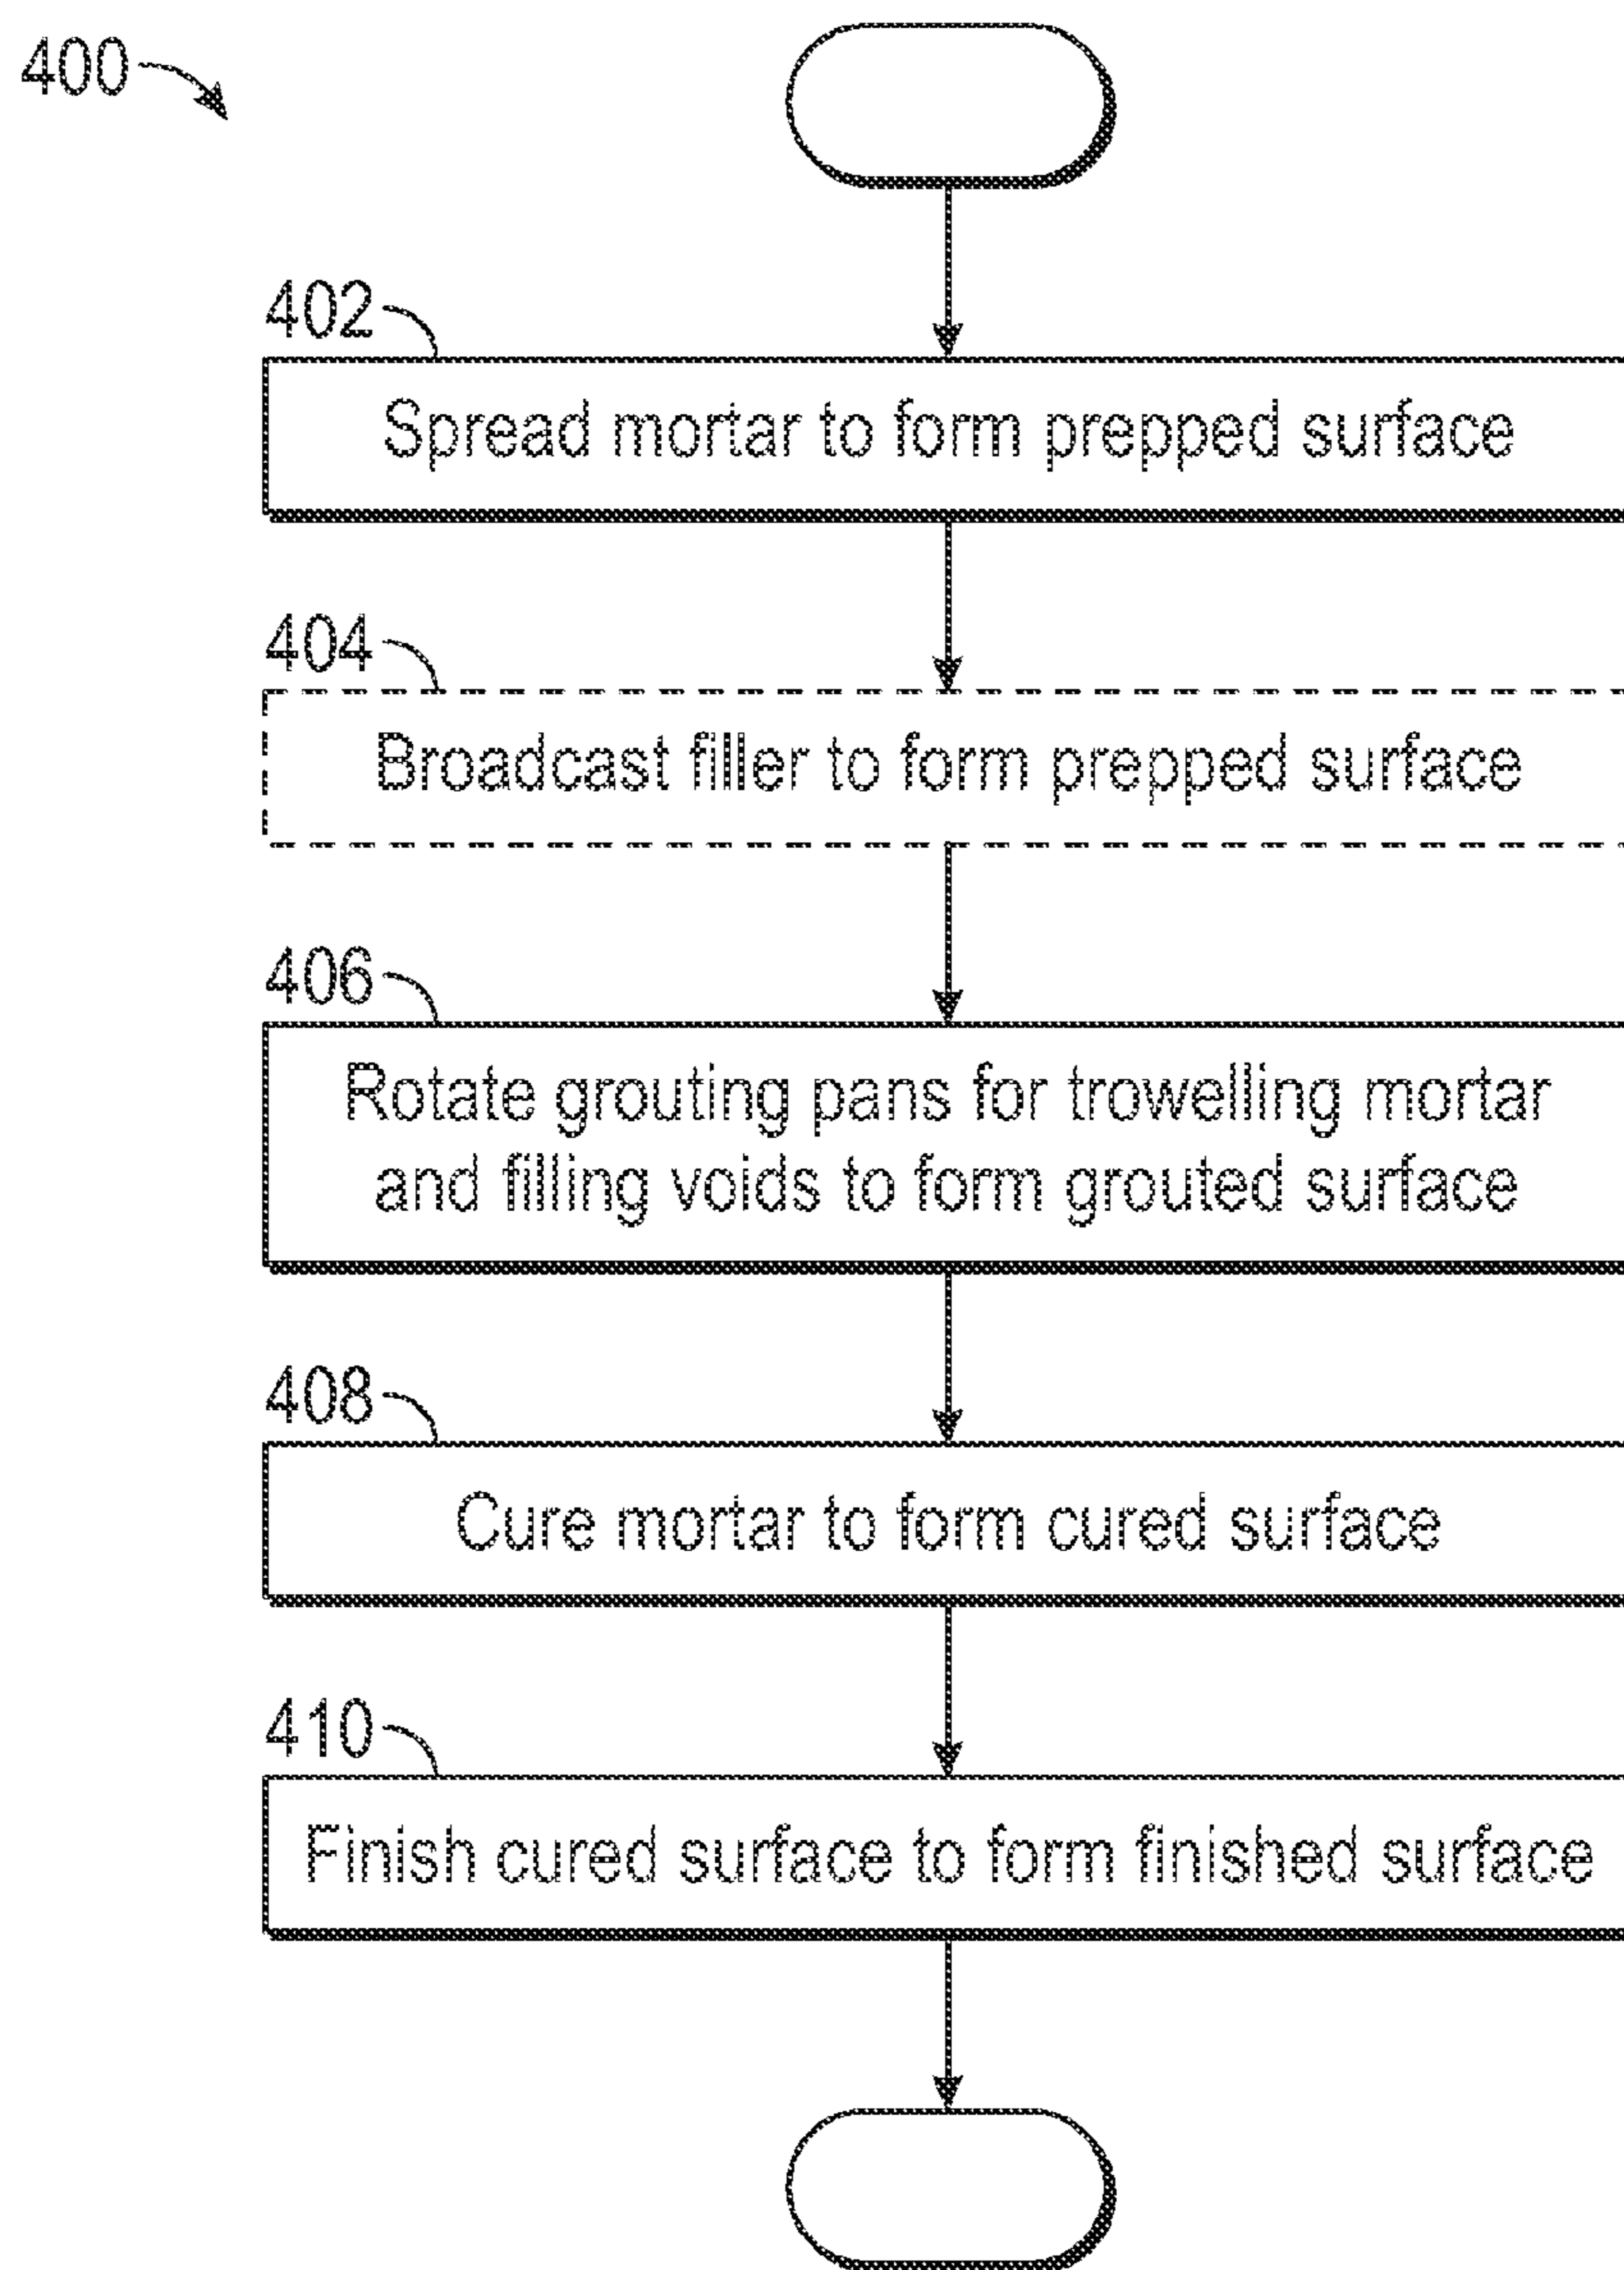 400
402
Spread mortar to form prepped surface
404
Broadcast filler to form prepped surface
406
Rotate grouting pans for trowelling mortar
and filling voids to form grouted surface
408
Cure mortar to form cured surface
410
Finish cured surface to form finished surface